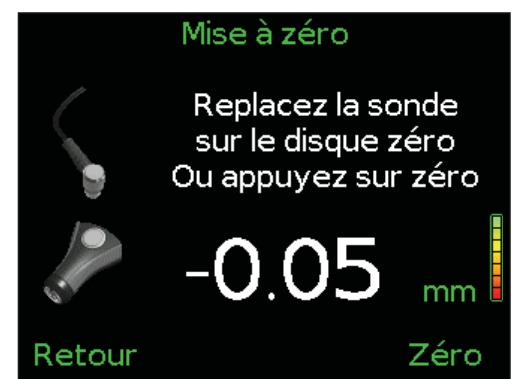 Mise à zéro
Replacez la sonde
sur le disque zéro
Ou appuyez sur zéro
-0.05 mm
Retour Zéro